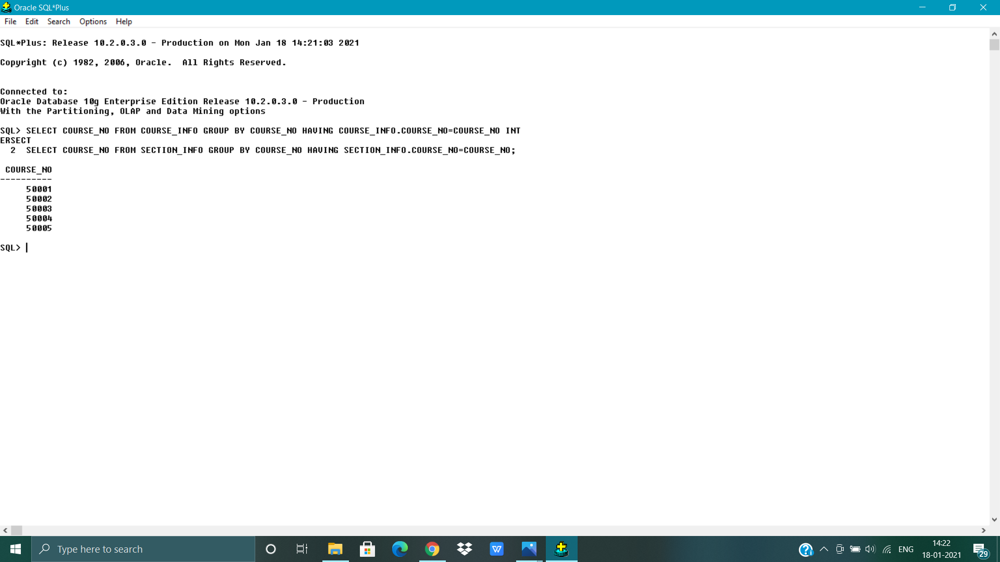 Oracle SQL*Plus
File Edit Search Options Help
SQL*Plus: Release 10.2.0.3.0 - Production on Mon Jan 18 14:21:03 2021
Copyright (c) 1982, 2006, Oracle.  All Rights Reserved.
Connected to:
Oracle Database 10g Enterprise Edition Release 10.2.0.3.0 - Production
With the Partitioning, OLAP and Data Mining options
SQL> SELECT COURSE_NO FROM COURSE_INFO GROUP BY COURSE_NO HAVING COURSE_INFO.COURSE_NO=COURSE_NO INT
ERSECT
  2  SELECT COURSE_NO FROM SECTION_INFO GROUP BY COURSE_NO HAVING SECTION_INFO.COURSE_NO=COURSE_NO;
 COURSE_NO
----------
     50001
     50002
     50003
     50004
     50005
SQL>
Type here to search
W
ENG
14:22
18-01-2021
29